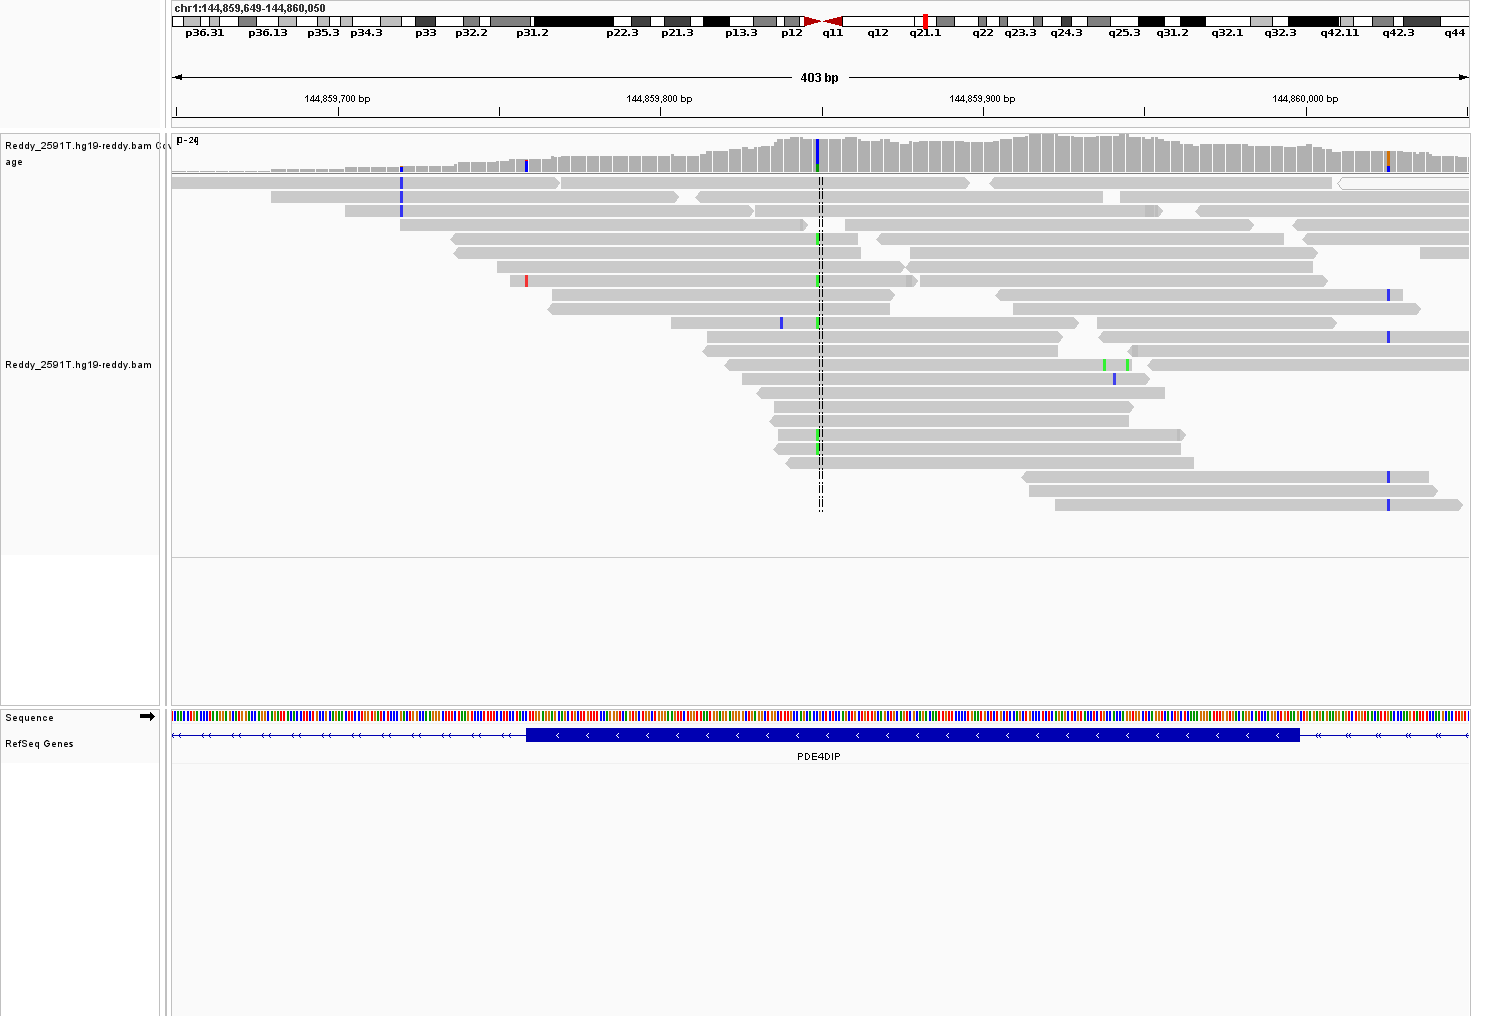 chr1:144,859,649-144,860,050
p36.31 p36.13 p35.3 p34.3 p33 p32.2 p31.2 p22.3 p21.3 p13.3 p12 q11 q12 q21.1 q22 q23.3 q24.3 q25.3 q31.2 q32.1 q32.3 q42.11 q42.3 q44
403 bp
144,859,700 bp 144,859,800 bp 144,859,900 bp 144,860,000 bp
Reddy_2591T.hg19-reddy.bam Cov
age
[0-24]
Reddy_2591T.hg19-reddy.bam
Sequence
RefSeq Genes
PDE4DIP